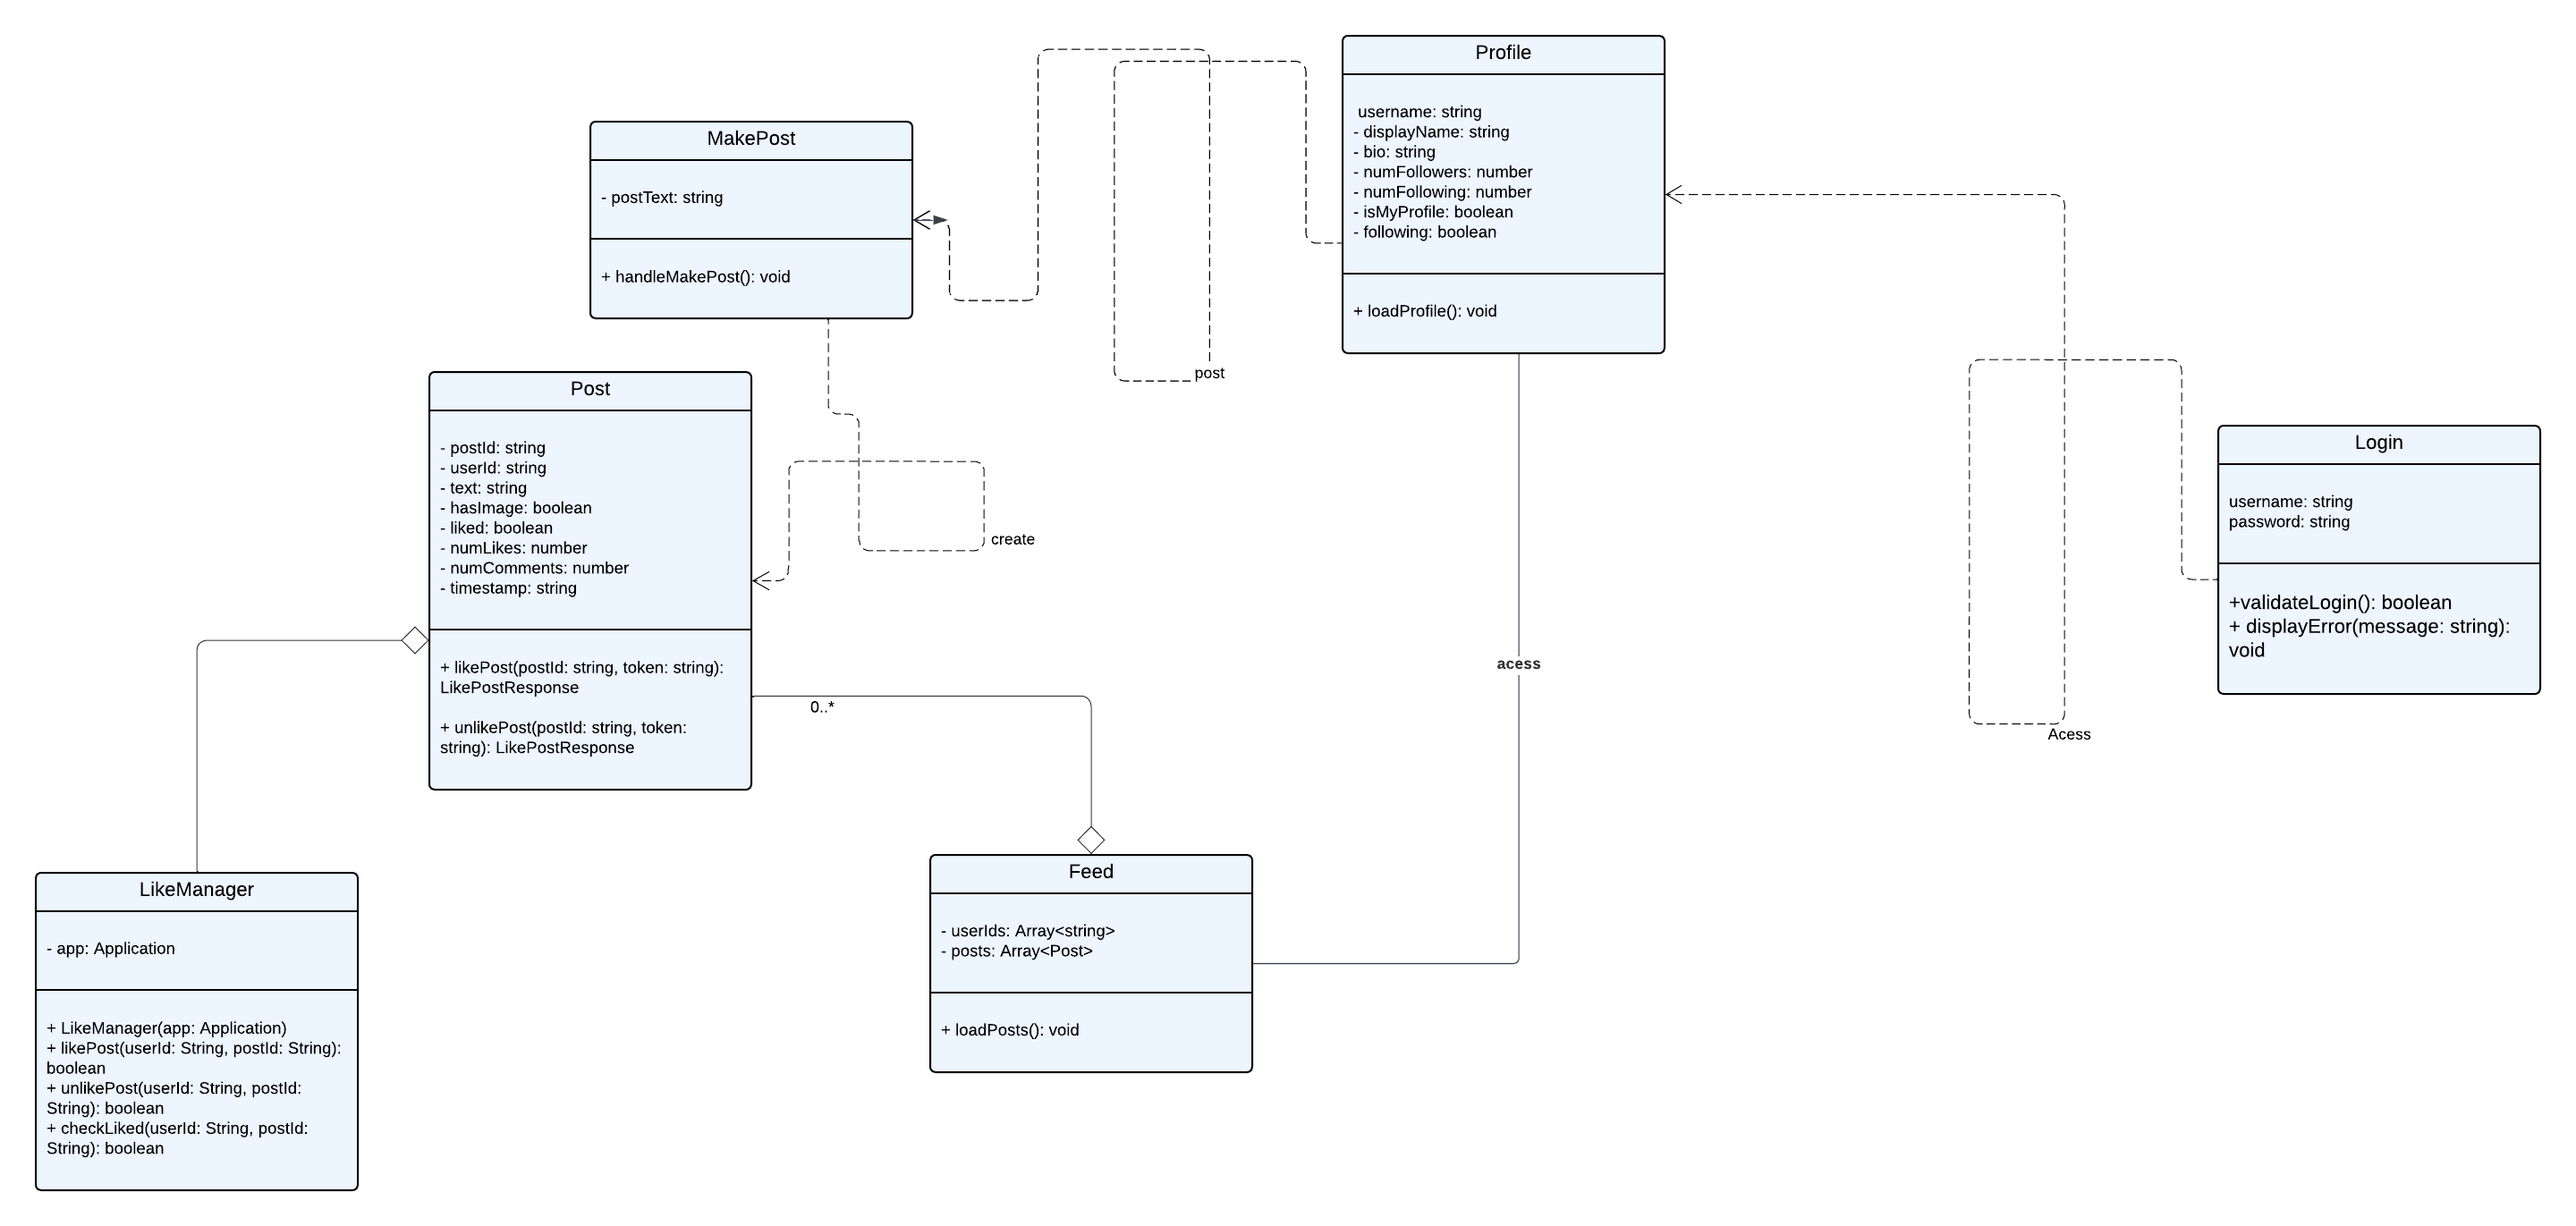 Profile
username: string
- displayName: string
- bio: string
- numFollowers: number
- numFollowing: number
- isMyProfile: boolean
- following: boolean
+ loadProfile(): void
MakePost
- postText: string
+ handleMakePost(): void
post
Post
- postId: string
- userId: string
- text: string
- hasImage: boolean
- liked: boolean
- numLikes: number
- numComments: number
- timestamp: string
+ likePost(postId: string, token: string):
LikePostResponse
+ unlikePost(postId: string, token:
string): LikePostResponse
create
0..*
acess
Login
username: string
password: string
+validateLogin(): boolean
+ displayError(message: string):
void
Acess
LikeManager
- app: Application
+ LikeManager(app: Application)
+ likePost(userId: String, postId: String):
boolean
+ unlikePost(userId: String, postId:
String): boolean
+ checkLiked(userId: String, postId:
String): boolean
Feed
- userIds: Array<string>
- posts: Array<Post>
+ loadPosts(): void